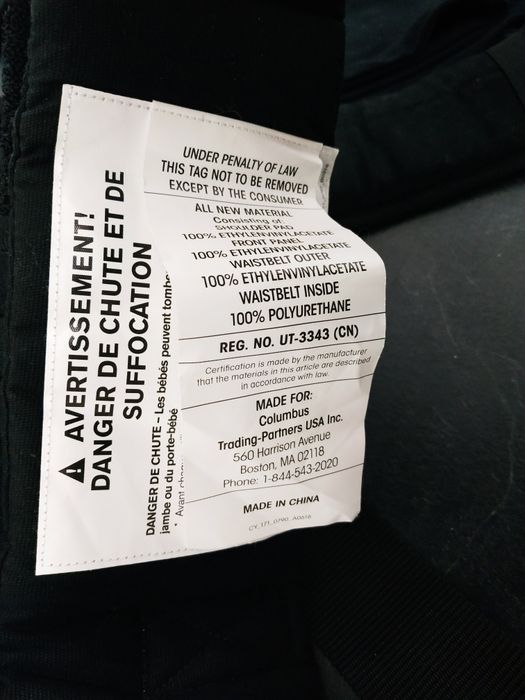 AVERTISSEMENT!
DANGER DE CHUTE ET DE
SUFFOCATION
DANGER DE CHUTE – Les bébés peuvent tombe
jambe ou du porte-bébé
• Avant
UNDER PENALTY OF LAW
THIS TAG NOT TO BE REMOVED
EXCEPT BY THE CONSUMER
ALL NEW MATERIAL
Consisting of:
SHOULDER PAD
100% ETHYLENVINYLACETATE
FRONT PANEL
100% ETHYLENVINYLACETATE
WAISTBELT OUTER
100% ETHYLENVINYLACETATE
WAISTBELT INSIDE
100% POLYURETHANE
REG. NO. UT-3343 (CN)
Certification is made by the manufacturer
that the materials in this article are described
in accordance with law.
MADE FOR:
Columbus
Trading-Partners USA Inc.
560 Harrison Avenue
Boston, MA 02118
Phone: 1-844-543-2020
MADE IN CHINA
CY_171_0790_A0616